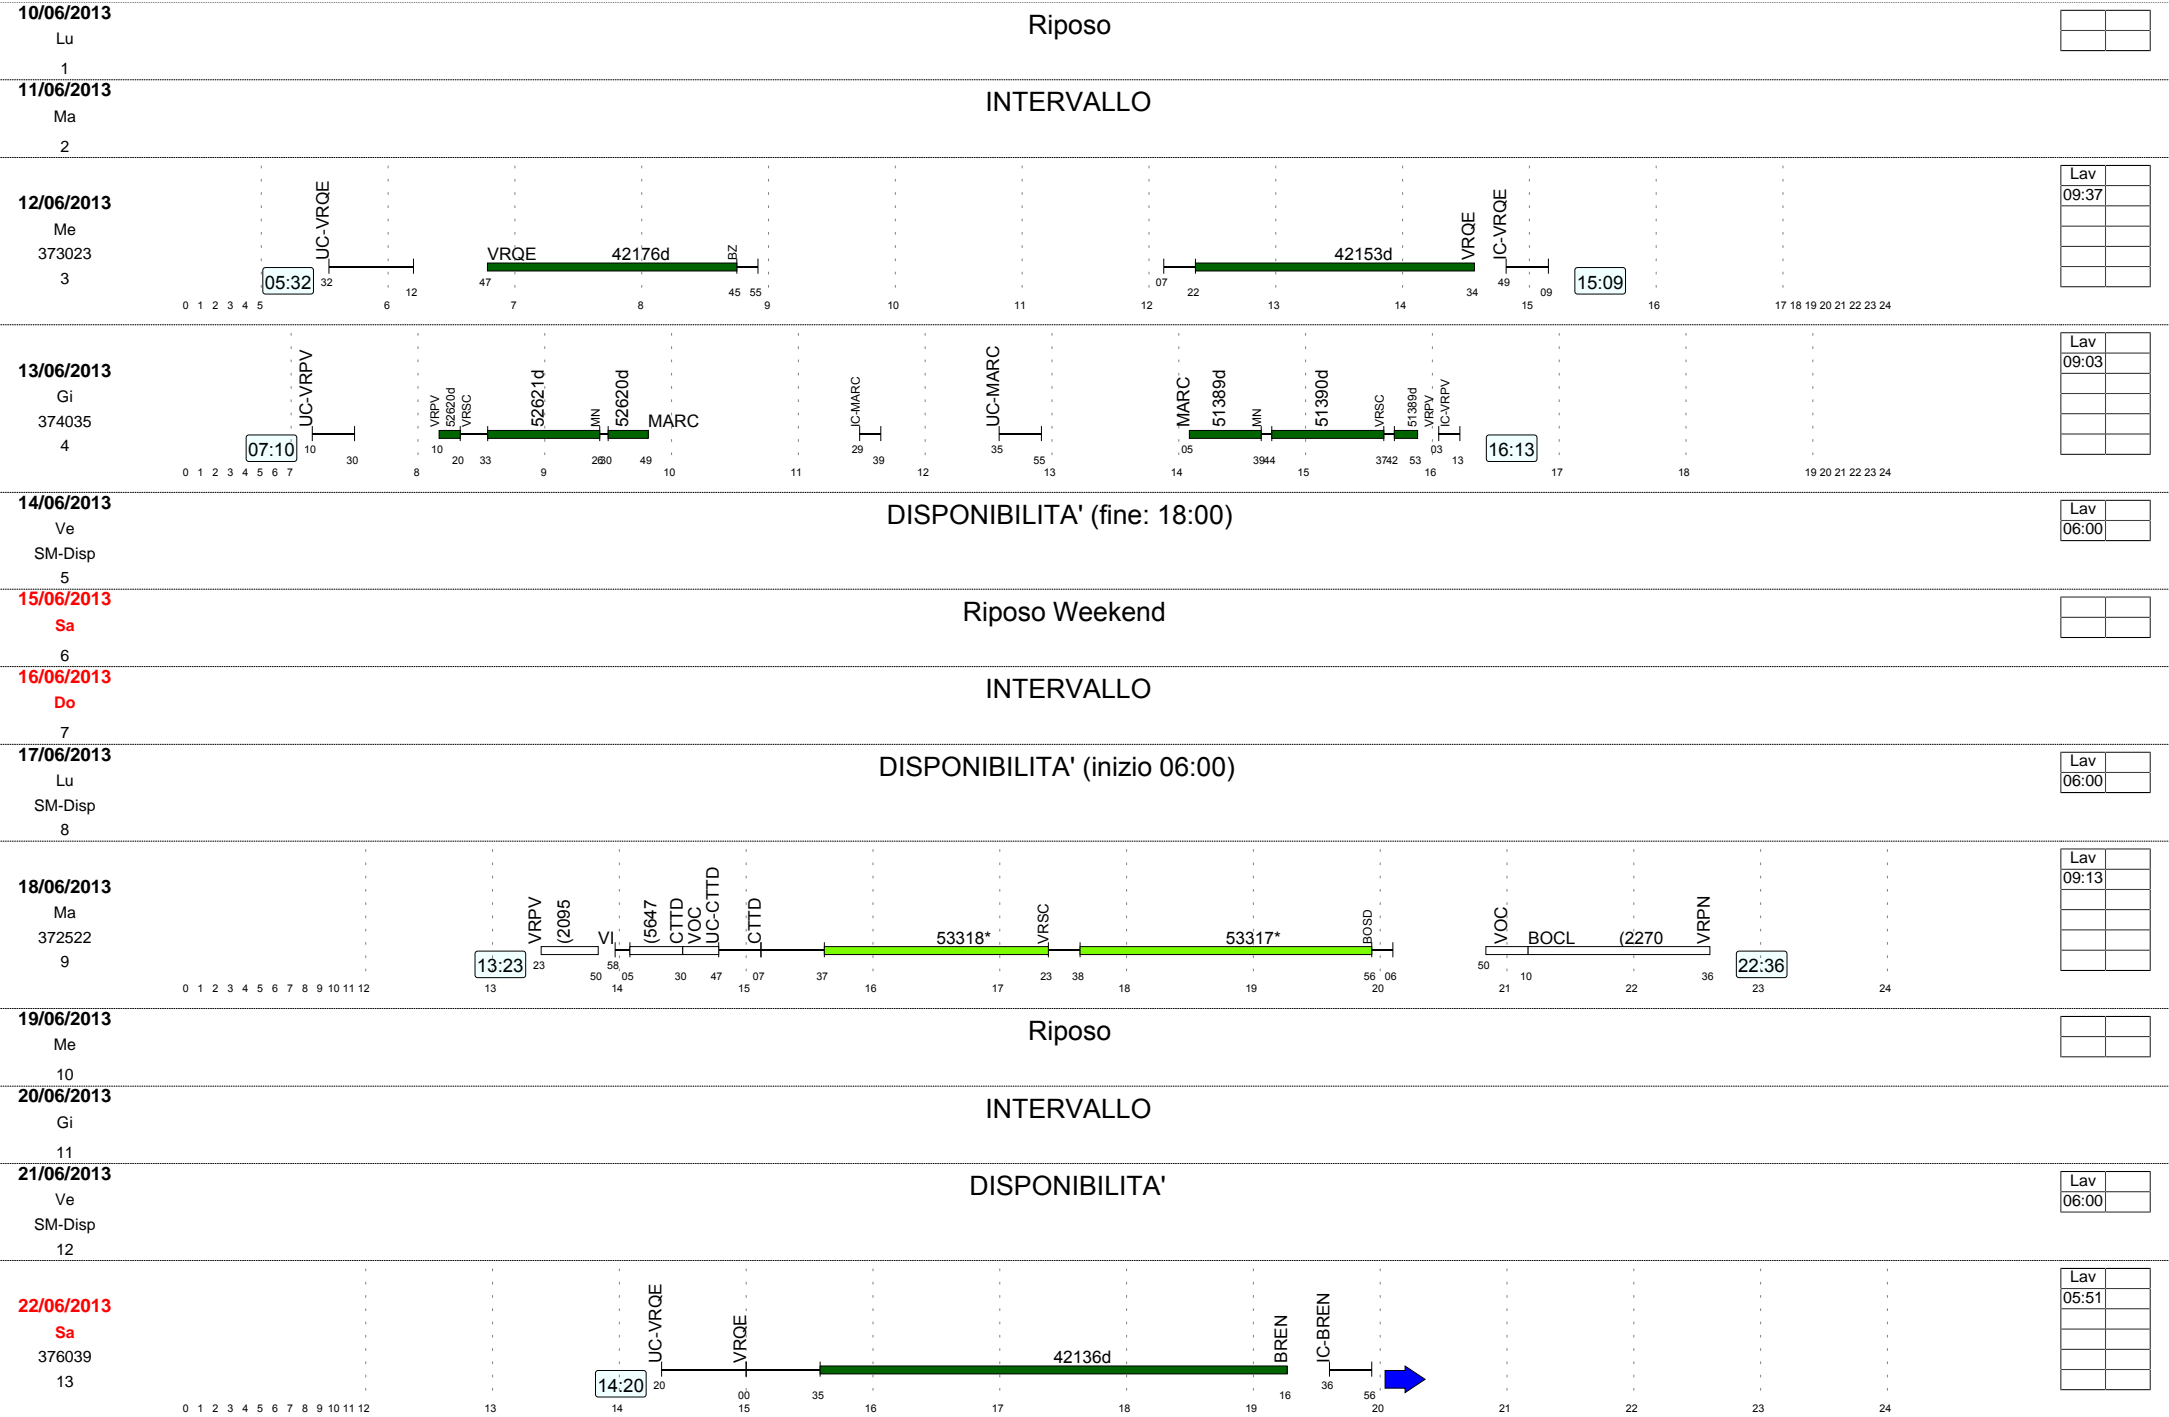 10/06/2013
Lu
1
Riposo
11/06/2013
Ma
2
INTERVALLO
12/06/2013
Me
373023
3
05:32
UC-VRQE
32 12
VRQE 42176d BZ
47 45 55
42153d VRQE IC-VRQE
07 22 34 49 09
15:09
0 1 2 3 4 5 6 7 8 9 10 11 12 13 14 15 16 17 18 19 20 21 22 23 24
Lav
09:37
13/06/2013
Gi
374035
4
07:10
UC-VRPV
10 30
VRPV 52620d VRSC 52621d MN 52620d MARC
10 20 33 26 30 49
IC-MARC
29 39
UC-MARC
35 55
MARC 51389d MN 51390d VRSC 51389d VRPV IC-VRPV
05 39 44 37 42 53 03 13
16:13
0 1 2 3 4 5 6 7 8 9 10 11 12 13 14 15 16 17 18 19 20 21 22 23 24
Lav
09:03
14/06/2013
Ve
SM-Disp
5
DISPONIBILITA' (fine: 18:00)
Lav
06:00
15/06/2013
Sa
6
Riposo Weekend
16/06/2013
Do
7
INTERVALLO
17/06/2013
Lu
SM-Disp
8
DISPONIBILITA' (inizio 06:00)
Lav
06:00
18/06/2013
Ma
372522
9
13:23
VRPV (2095 VI (5647 CTTD VOC UC-CTTD CTTD 53318* VRSC 53317* BOSD VOC BOCL (2270 VRPN
23 50 58 05 30 47 07 37 23 38 56 06 50 10 36
22:36
0 1 2 3 4 5 6 7 8 9 10 11 12 13 14 15 16 17 18 19 20 21 22 23 24
Lav
09:13
19/06/2013
Me
10
Riposo
20/06/2013
Gi
11
INTERVALLO
21/06/2013
Ve
SM-Disp
12
DISPONIBILITA'
Lav
06:00
22/06/2013
Sa
376039
13
14:20
UC-VRQE VRQE 42136d BREN IC-BREN
20 00 35 16 36 56
0 1 2 3 4 5 6 7 8 9 10 11 12 13 14 15 16 17 18 19 20 21 22 23 24
Lav
05:51